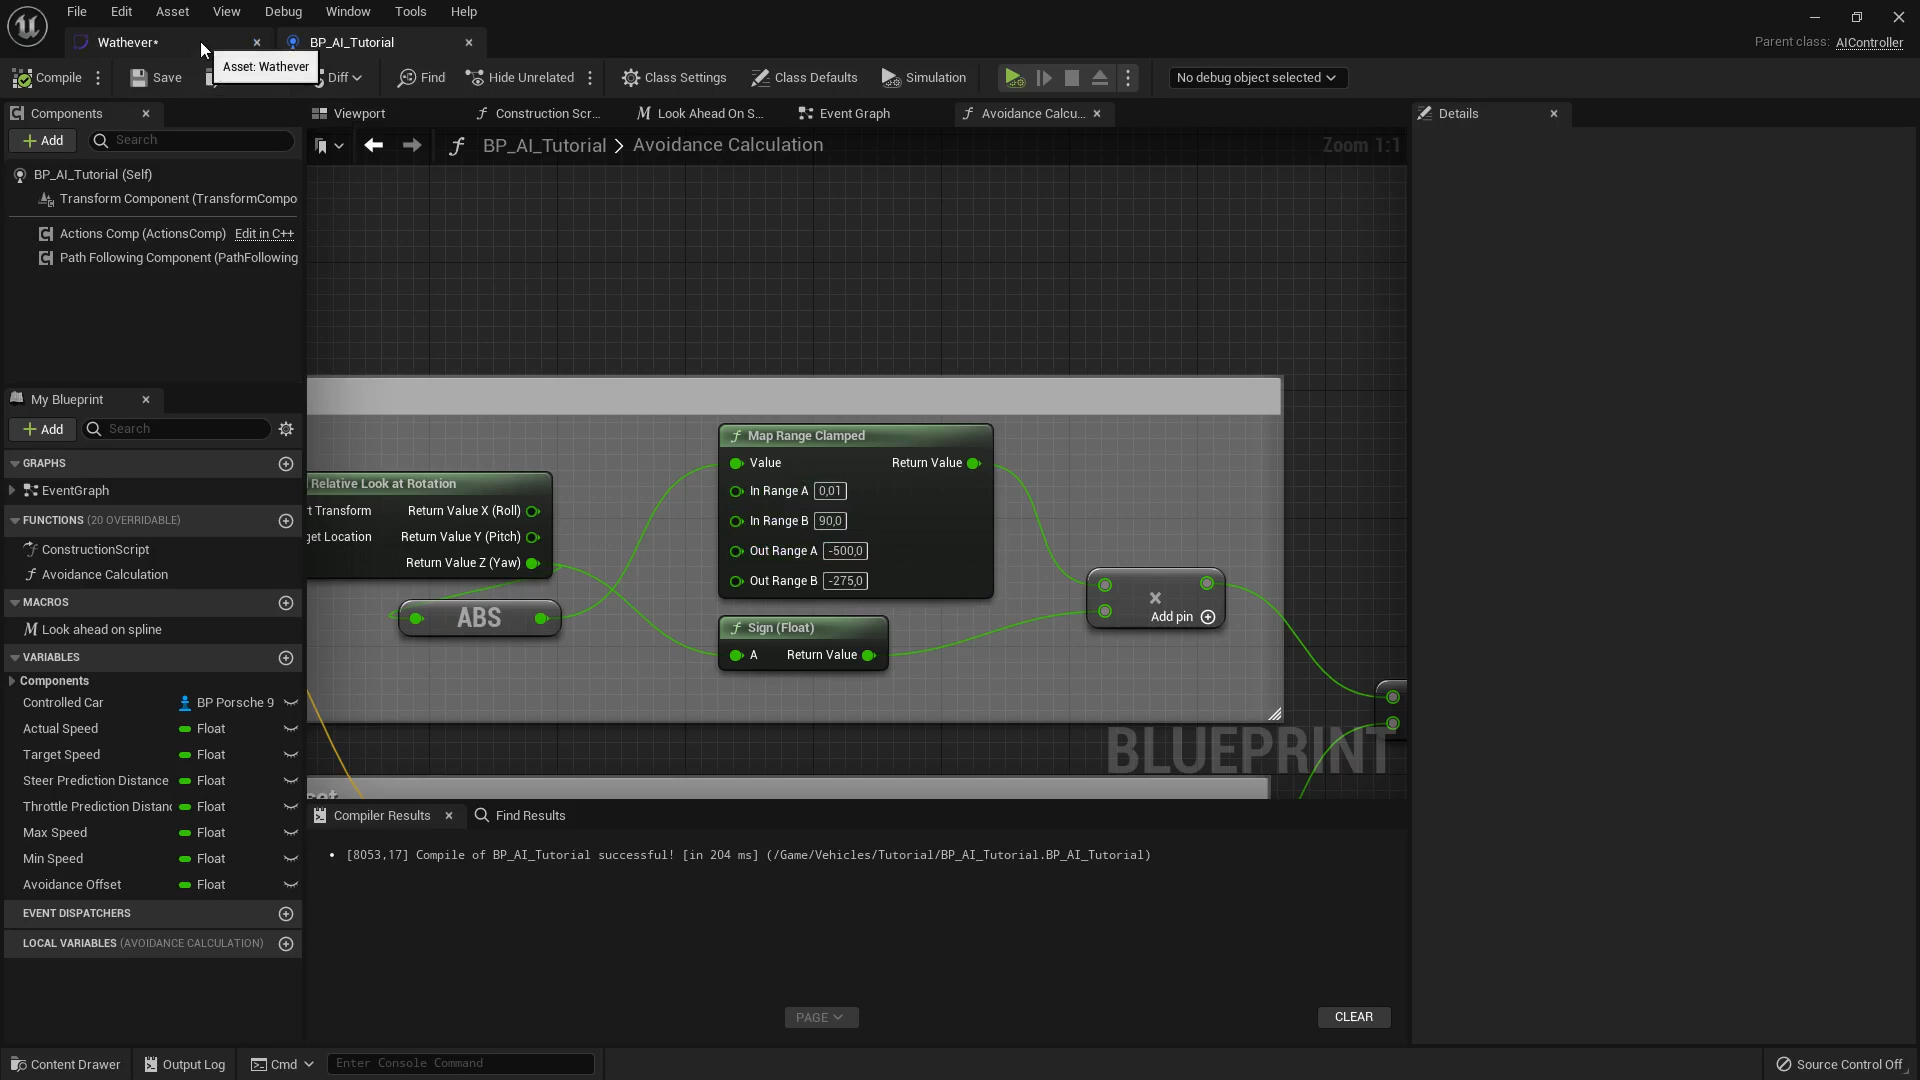 File Edit Asset View Debug Window Tools Help
Wathever*
BP_AI_Tutorial
Parent class: AIController
Asset: Wathever
Compile
Save
Diff
Find
Hide Unrelated
Class Settings
Class Defaults
Simulation
No debug object selected
Components
Viewport
Construction Scr...
Look Ahead On S...
Event Graph
Avoidance Calcu...
Details
Add
Search
BP_AI_Tutorial > Avoidance Calculation
Zoom 1:1
BP_AI_Tutorial (Self)
Transform Component (TransformCompo
Actions Comp (ActionsComp) Edit in C++
Path Following Component (PathFollowing
My Blueprint
Add
Search
GRAPHS
EventGraph
FUNCTIONS (20 OVERRIDABLE)
ConstructionScript
Avoidance Calculation
MACROS
Look ahead on spline
VARIABLES
Components
Controlled Car BP Porsche 9
Actual Speed Float
Target Speed Float
Steer Prediction Distance Float
Throttle Prediction Distanc Float
Max Speed Float
Min Speed Float
Avoidance Offset Float
EVENT DISPATCHERS
LOCAL VARIABLES (AVOIDANCE CALCULATION)
Relative Look at Rotation
rt Transform Return Value X (Roll)
get Location Return Value Y (Pitch)
Return Value Z (Yaw)
ABS
Map Range Clamped
Value Return Value
In Range A 0,01
In Range B 90,0
Out Range A -500,0
Out Range B -275,0
Sign (Float)
A Return Value
x
Add pin
BLUEPRINT
Compiler Results
Find Results
[8053,17] Compile of BP_AI_Tutorial successful! [in 204 ms] (/Game/Vehicles/Tutorial/BP_AI_Tutorial.BP_AI_Tutorial)
PAGE
CLEAR
Content Drawer
Output Log
Cmd
Enter Console Command
Source Control Off